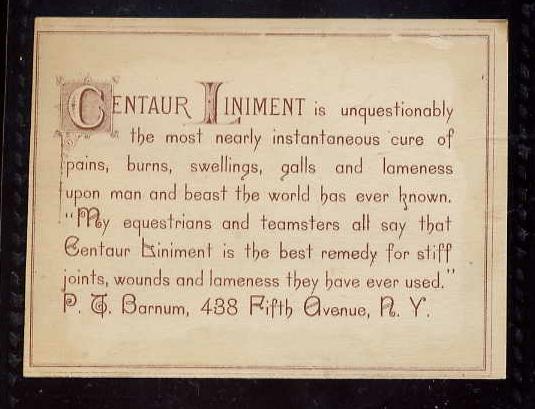 CENTAUR LINIMENT is unquestionably
the most nearly instantaneous cure of
pains, burns, swellings, galls and lameness
upon man and beast the world has ever known.
"My equestrians and teamsters all say that
Centaur Liniment is the best remedy for stiff
joints, wounds and lameness they have ever used."
P. T. Barnum, 438 Fifth Avenue, N. Y.